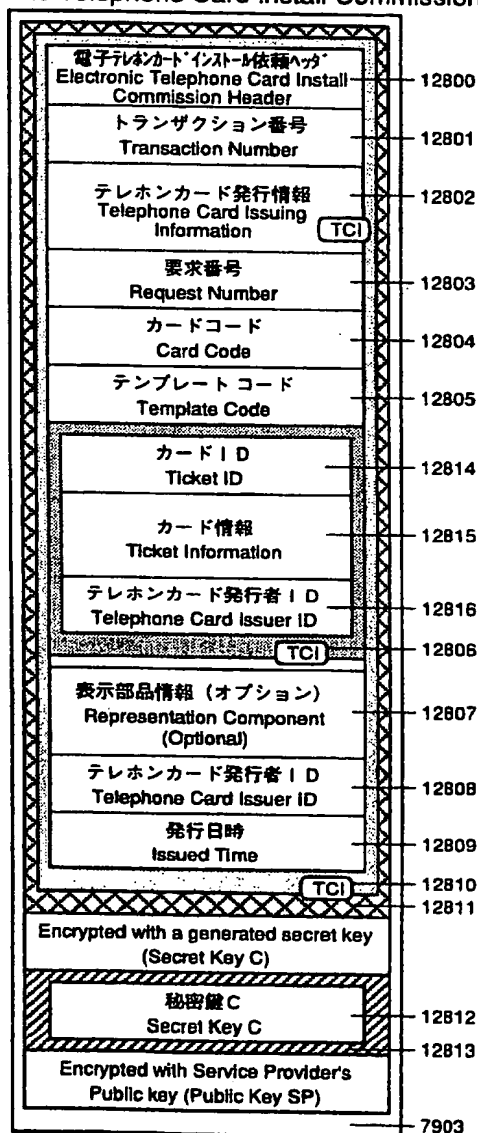 Telephone Card Install Commission
電子テレホンカードインストール依頼ヘッダ
Electronic Telephone Card Install
Commission Header
12800
トランザクション番号
Transaction Number
12801
テレホンカード発行情報
Telephone Card Issuing
Information
TCI
12802
要求番号
Request Number
12803
カードコード
Card Code
12804
テンプレート コード
Template Code
12805
カードID
Ticket ID
12814
カード情報
Ticket Information
12815
テレホンカード発行者ID
Telephone Card Issuer ID
12816
TCI
12806
表示部品情報（オプション）
Representation Component
(Optional)
12807
テレホンカード発行者ID
Telephone Card Issuer ID
12808
発行日時
Issued Time
12809
TCI
12810
12811
Encrypted with a generated secret key
(Secret Key C)
秘密鍵C
Secret Key C
12812
12813
Encrypted with Service Provider's
Public key (Public Key SP)
7903